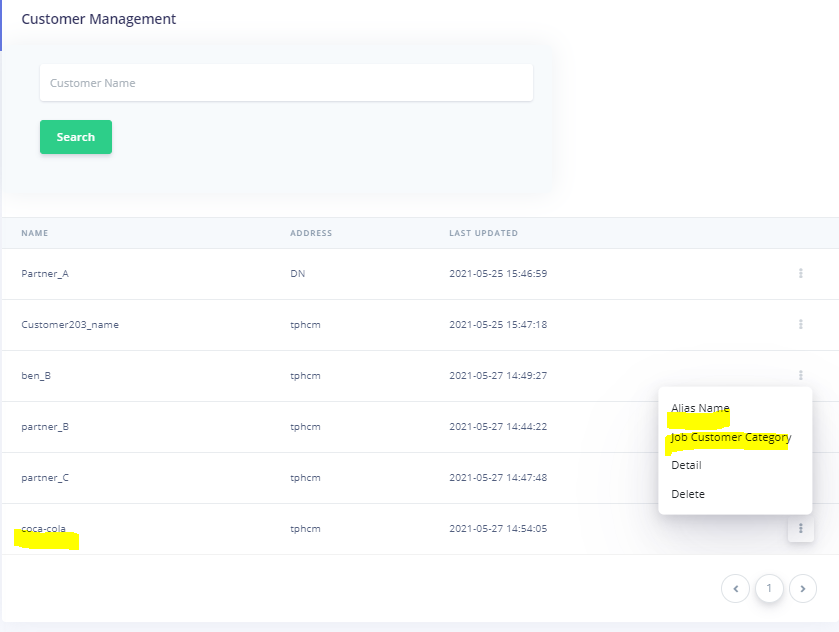 Customer Management
Customer Name
Search
NAME ADDRESS LAST UPDATED
Partner_A DN 2021-05-25 15:46:59
Customer203_name tphcm 2021-05-25 15:47:18
ben_B tphcm 2021-05-27 14:49:27
partner_B tphcm 2021-05-27 14:44:22
partner_C tphcm 2021-05-27 14:47:48
coca-cola tphcm 2021-05-27 14:54:05
Alias Name
Job Customer Category
Detail
Delete
1